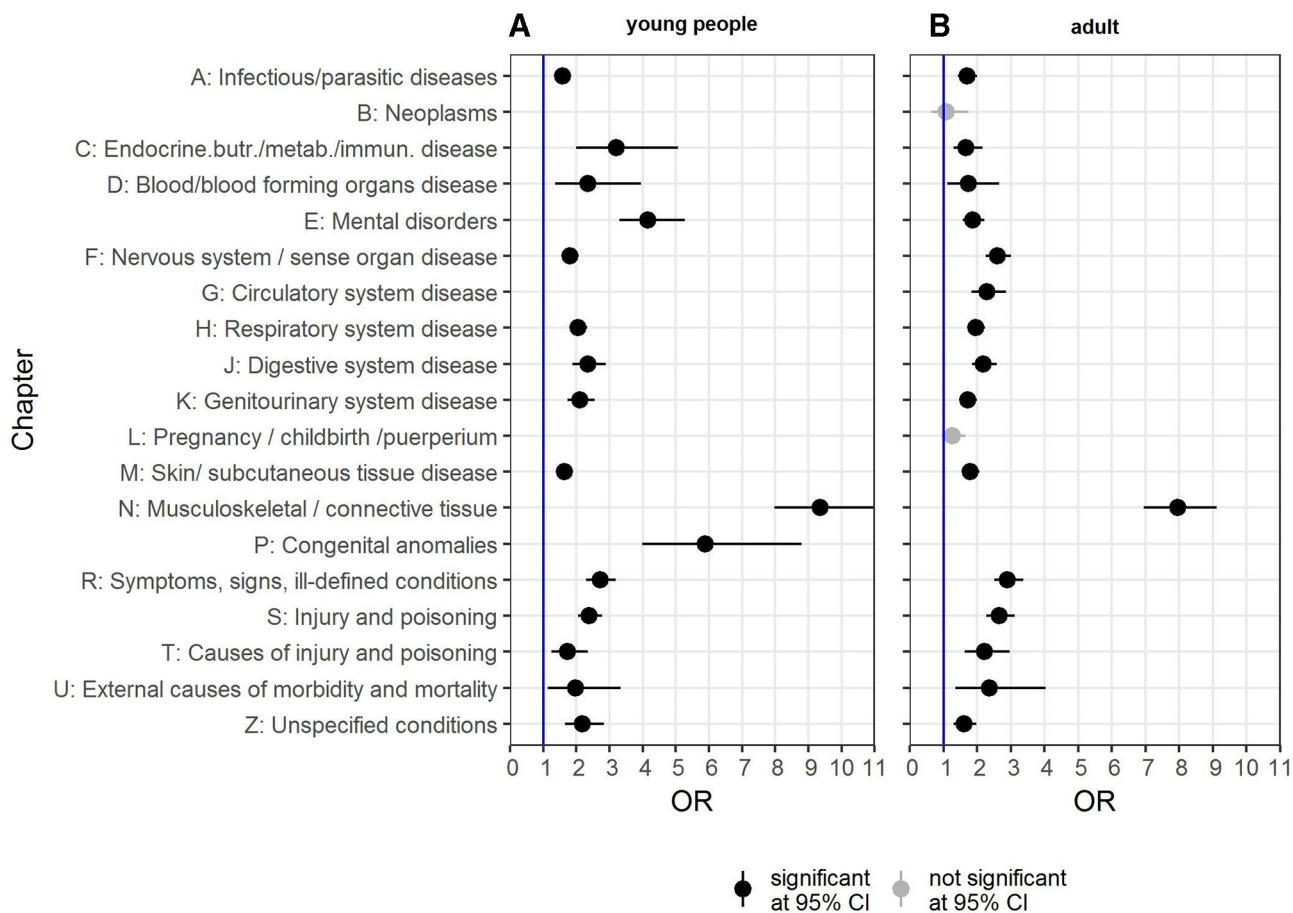 A young people B adult
A: Infectious/parasitic diseases
B: Neoplasms
C: Endocrine.butr./metab./immun. disease
D: Blood/blood forming organs disease
E: Mental disorders
F: Nervous system / sense organ disease
G: Circulatory system disease
H: Respiratory system disease
J: Digestive system disease
K: Genitourinary system disease
L: Pregnancy / childbirth /puerperium
M: Skin/ subcutaneous tissue disease
N: Musculoskeletal / connective tissue
P: Congenital anomalies
R: Symptoms, signs, ill-defined conditions
S: Injury and poisoning
T: Causes of injury and poisoning
U: External causes of morbidity and mortality
Z: Unspecified conditions
Chapter
0 1 2 3 4 5 6 7 8 9 10 11 0 1 2 3 4 5 6 7 8 9 10 11
OR OR
significant not significant
at 95% CI at 95% CI